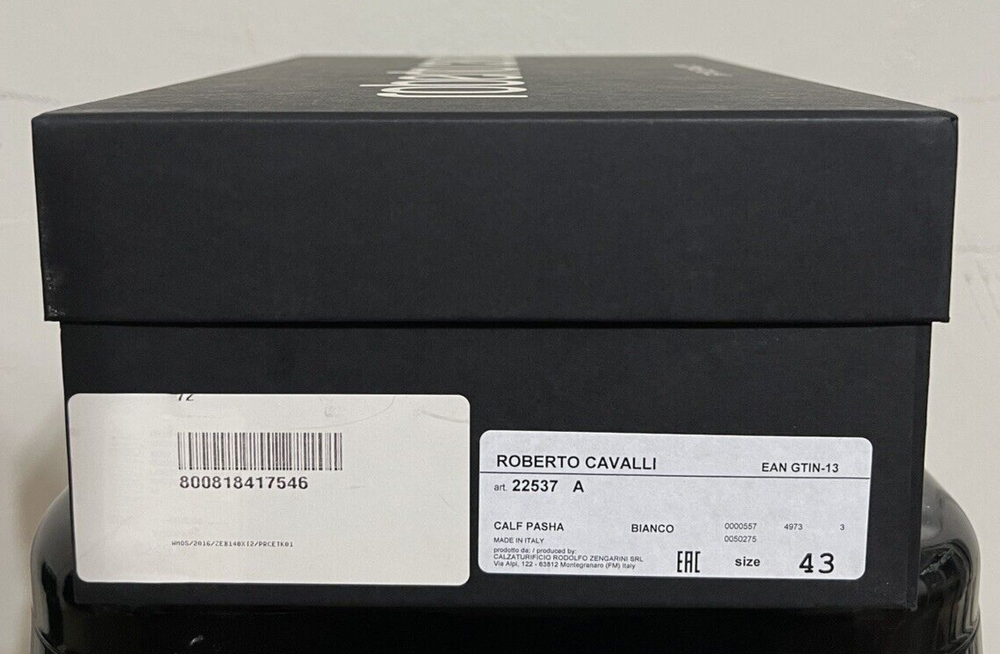 72
800818417546
WMOS/2016/ZEB140XI2/PRCETK01
ROBERTO CAVALLI EAN GTIN-13
art. 22537 A
CALF PASHA BIANCO 0000557 4973 3
MADE IN ITALY 0050275
prodotto da: / produced by:
CALZATURIFICIO RODOLFO ZENGARINI SRL
Via Alpi, 122 - 63812 Montegranaro (FM) Italy
EAC size 43